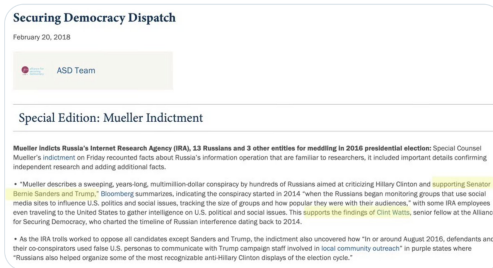 Securing Democracy Dispatch
February 20, 2018
ASD Team
Special Edition: Mueller Indictment
Mueller Indicts Russia's Internet Research Agency (IRA), 13 Russians and 3 other entities for meddling in 2016 presidential election: Special Counsel
Mueller's indictment on Friday recounted facts about Russia's information operation that are familiar to researchers, it included important details confirming
independent research and adding additional facts.
• "Mueller describes a sweeping, years-long, multimillion-dollar conspiracy by hundreds of Russians aimed at criticizing Hillary Clinton and supporting Senator
Bernie Sanders and Trump," Bloomberg summarizes, indicating the conspiracy started in 2014 "when the Russians began monitoring groups that use social
media sites to influence U.S. politics and social issues, tracking the size of groups and how popular they were with their audiences," with some IRA employees
even traveling to the United States to gather intelligence on U.S. political and social issues. This supports the findings of Clint Watts, senior fellow at the Allianc
for Securing Democracy, who charted the timeline of Russian interference dating back to 2014.
• As the IRA trolls worked to oppose all candidates except Sanders and Trump, the indictment also uncovered how "In or around August 2016, defendants and
their co-conspirators used false U.S. personas to communicate with Trump campaign staff involved in local community outreach" in purple states where
"Russians also helped organize some of the most recognizable anti-Hillary Clinton displays of the election cycle."